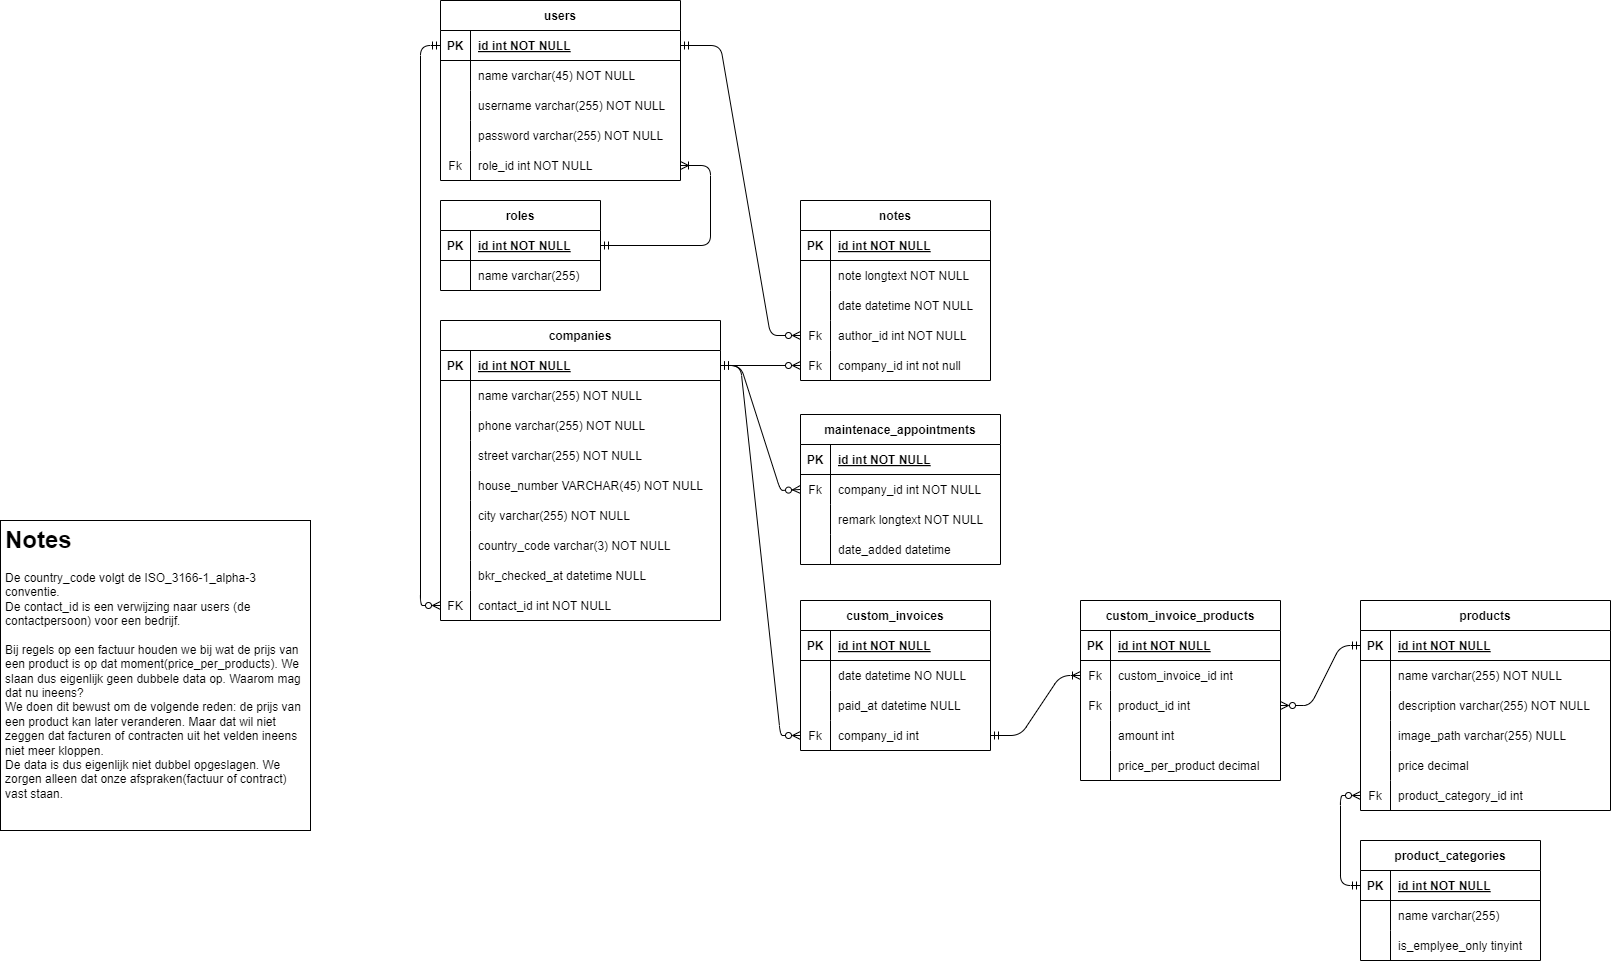 users
PK id int NOT NULL
name varchar(45) NOT NULL
username varchar(255) NOT NULL
password varchar(255) NOT NULL
Fk role_id int NOT NULL
roles
PK id int NOT NULL
name varchar(255)
companies
PK id int NOT NULL
name varchar(255) NOT NULL
phone varchar(255) NOT NULL
street varchar(255) NOT NULL
house_number VARCHAR(45) NOT NULL
city varchar(255) NOT NULL
country_code varchar(3) NOT NULL
bkr_checked_at datetime NULL
FK contact_id int NOT NULL
notes
PK id int NOT NULL
note longtext NOT NULL
date datetime NOT NULL
Fk author_id int NOT NULL
Fk company_id int not null
maintenace_appointments
PK id int NOT NULL
Fk company_id int NOT NULL
remark longtext NOT NULL
date_added datetime
custom_invoices
PK id int NOT NULL
date datetime NO NULL
paid_at datetime NULL
Fk company_id int
custom_invoice_products
PK id int NOT NULL
Fk custom_invoice_id int
Fk product_id int
amount int
price_per_product decimal
products
PK id int NOT NULL
name varchar(255) NOT NULL
description varchar(255) NOT NULL
image_path varchar(255) NULL
price decimal
Fk product_category_id int
product_categories
PK id int NOT NULL
name varchar(255)
is_emplyee_only tinyint
Notes
De country_code volgt de ISO_3166-1_alpha-3
conventie.
De contact_id is een verwijzing naar users (de
contactpersoon) voor een bedrijf.
Bij regels op een factuur houden we bij wat de prijs van
een product is op dat moment(price_per_products). We
slaan dus eigenlijk geen dubbele data op. Waarom mag
dat nu ineens?
We doen dit bewust om de volgende reden: de prijs van
een product kan later veranderen. Maar dat wil niet
zeggen dat facturen of contracten uit het velden ineens
niet meer kloppen.
De data is dus eigenlijk niet dubbel opgeslagen. We
zorgen alleen dat onze afspraken(factuur of contract)
vast staan.